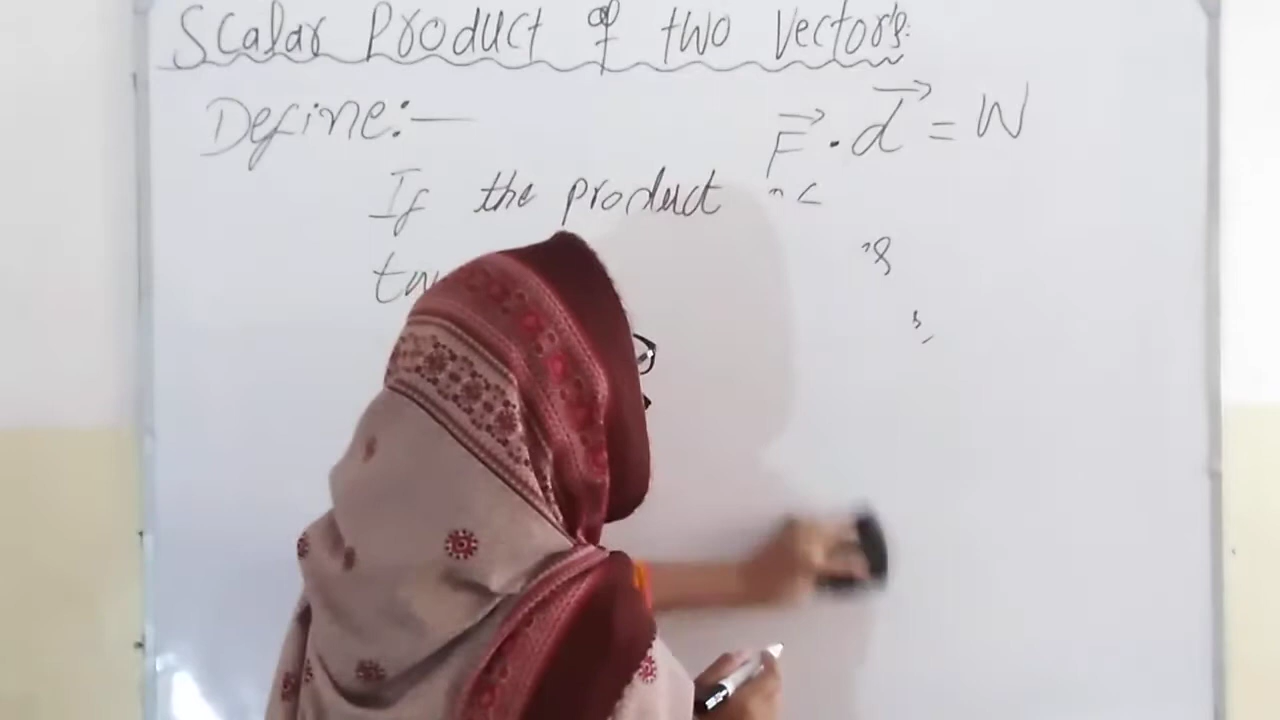 Scalar Product of two Vectors.
Define:—
F⃗ · d⃗ = W
If the product